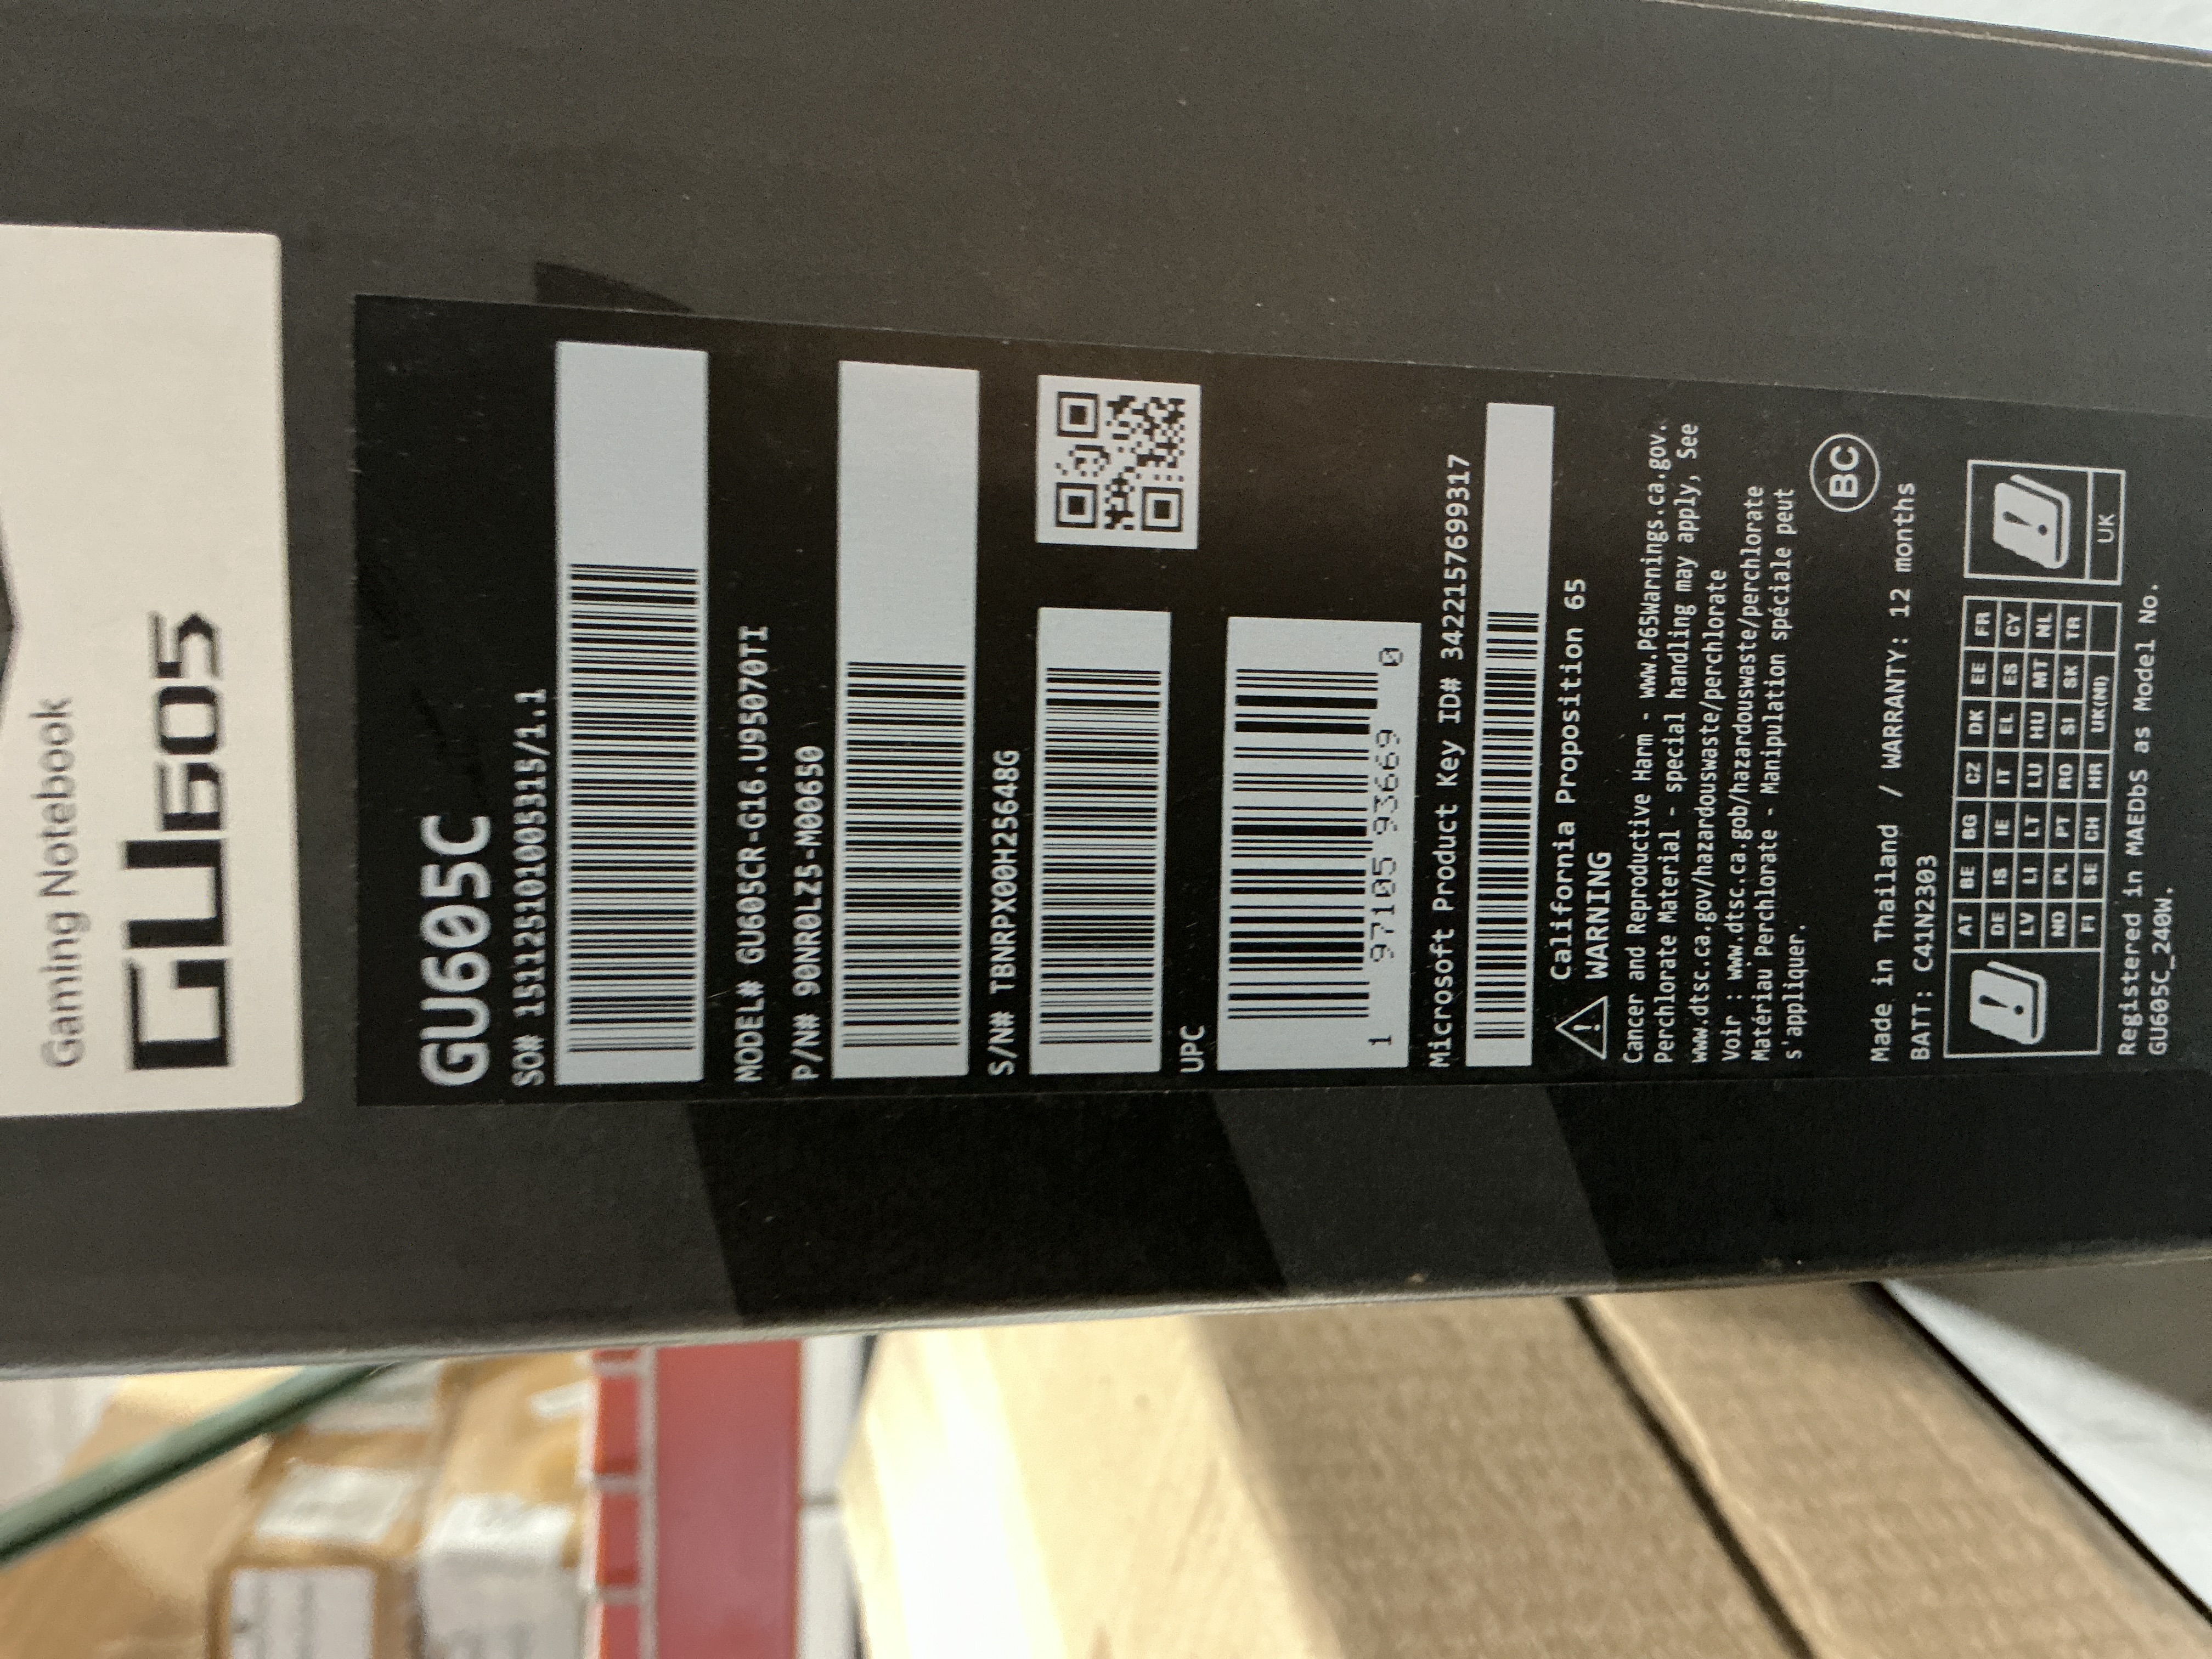 Gaming Notebook
GU605
GU605C
SO# 1511251010053​15/1.1
MODEL# GU605CR-G16.U95070TI
P/N# 90NR0LZ5-M00650
S/N# TBNRPX00H25648G
UPC
1 97105 93669 0
Microsoft Product Key ID# 3422157699317
California Proposition 65
WARNING
Cancer and Reproductive Harm - www.P65Warnings.ca.gov.
Perchlorate Material - special handling may apply, See
www.dtsc.ca.gov/hazardouswaste/perchlorate
Voir : www.dtsc.ca.gob/hazardouswaste/perchlorate
Matériau Perchlorate - Manipulation spéciale peut
s'appliquer.
BC
Made in Thailand / WARRANTY: 12 months
BATT: C41N2303
AT BE BG CZ DK EE FR
DE IS IE IT EL ES CY
LV LI LT LU HU MT NL
NO PL PT RO SI SK TR
FI SE CH HR UK(NI)
UK
Registered in MAEDbS as Model No.
GU605C_240W.